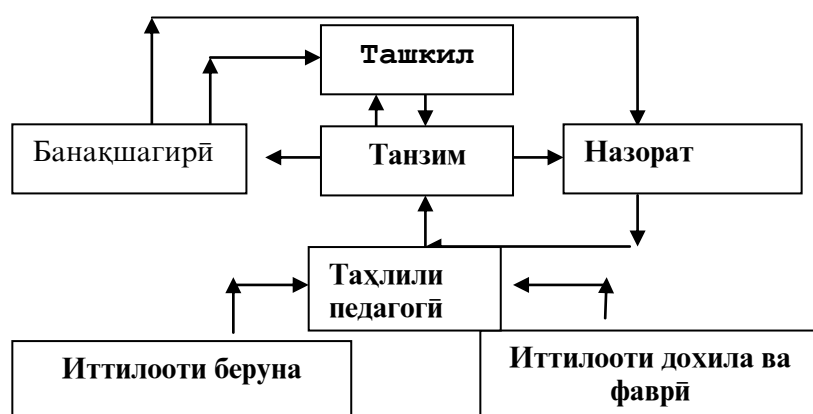 Ташкил
Банақшагирӣ
Танзим
Назорат
Таҳлили
педагогӣ
Иттилооти беруна
Иттилооти дохила ва
фаврӣ